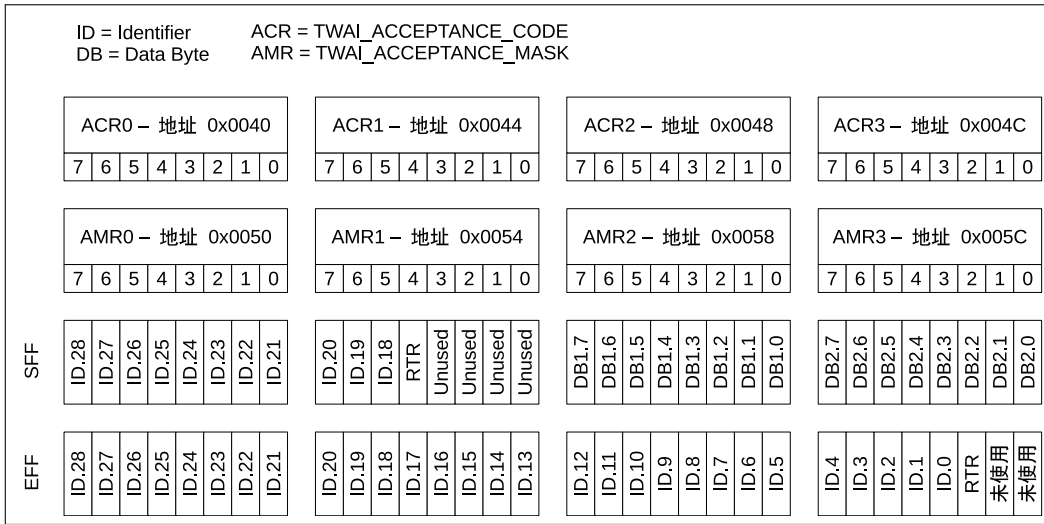 ID = Identifier ACR = TWAI_ACCEPTANCE_CODE
DB = Data Byte AMR = TWAI_ACCEPTANCE_MASK
ACR0 – 地址 0x0040 ACR1 – 地址 0x0044 ACR2 – 地址 0x0048 ACR3 – 地址 0x004C
7 6 5 4 3 2 1 0 7 6 5 4 3 2 1 0 7 6 5 4 3 2 1 0 7 6 5 4 3 2 1 0
AMR0 – 地址 0x0050 AMR1 – 地址 0x0054 AMR2 – 地址 0x0058 AMR3 – 地址 0x005C
7 6 5 4 3 2 1 0 7 6 5 4 3 2 1 0 7 6 5 4 3 2 1 0 7 6 5 4 3 2 1 0
SFF ID.28 ID.27 ID.26 ID.25 ID.24 ID.23 ID.22 ID.21 ID.20 ID.19 ID.18 RTR Unused Unused Unused Unused DB1.7 DB1.6 DB1.5 DB1.4 DB1.3 DB1.2 DB1.1 DB1.0 DB2.7 DB2.6 DB2.5 DB2.4 DB2.3 DB2.2 DB2.1 DB2.0
EFF ID.28 ID.27 ID.26 ID.25 ID.24 ID.23 ID.22 ID.21 ID.20 ID.19 ID.18 ID.17 ID.16 ID.15 ID.14 ID.13 ID.12 ID.11 ID.10 ID.9 ID.8 ID.7 ID.6 ID.5 ID.4 ID.3 ID.2 ID.1 ID.0 RTR 未使用 未使用